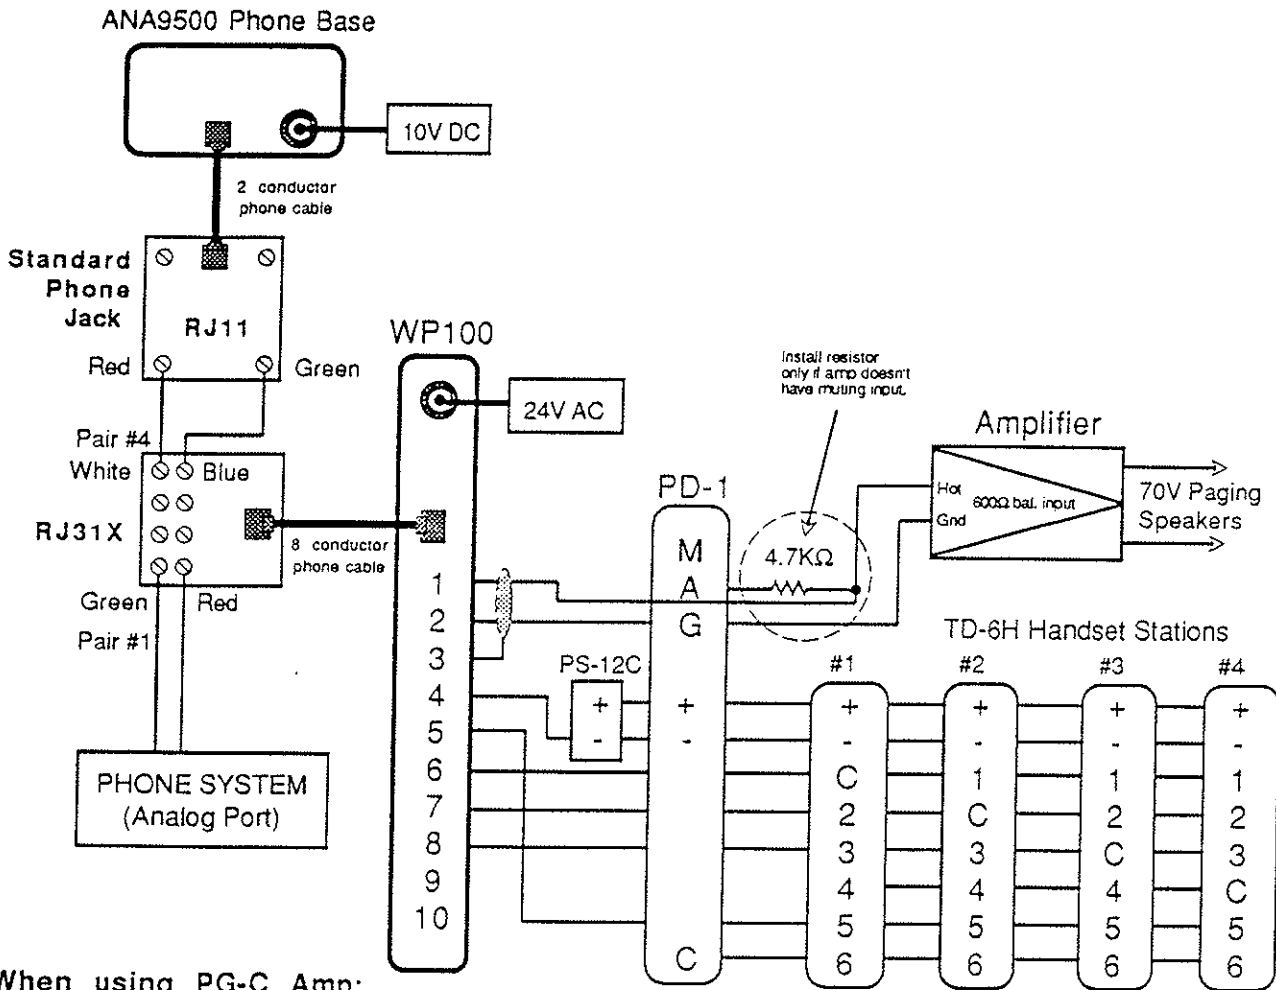 ANA9500 Phone Base
10V DC
2 conductor
phone cable
Standard
Phone
Jack
RJ11
Red
Green
Pair #4
White
Blue
RJ31X
8 conductor
phone cable
Green
Red
Pair #1
PHONE SYSTEM
(Analog Port)
WP100
24V AC
1
2
3
4
5
6
7
8
9
10
PS-12C
+
-
PD-1
M
A
G
+
-
C
Install resistor
only if amp doesn't
have muting input.
4.7KΩ
Amplifier
Hot
600Ω bal. input
Gnd
70V Paging
Speakers
TD-6H Handset Stations
#1
+
-
C
2
3
4
5
6
#2
+
-
1
C
3
4
5
6
#3
+
-
1
2
C
4
5
6
#4
+
-
1
2
3
C
5
6
When using PG-C Amp: